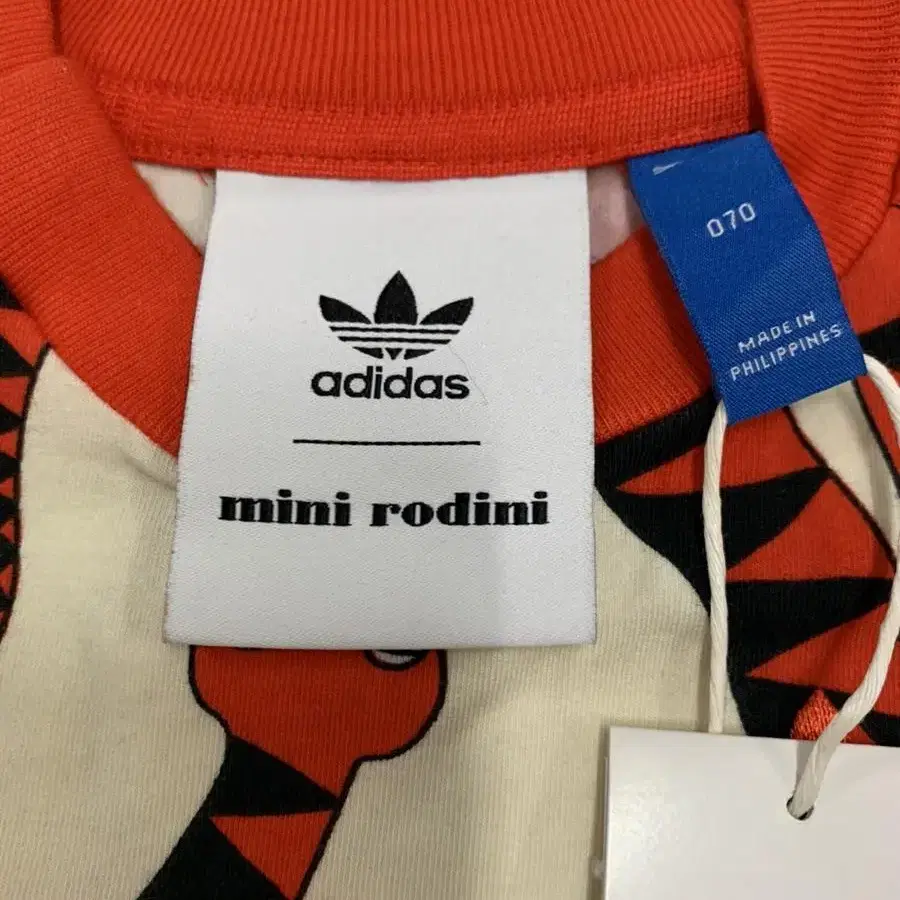 adidas
mini rodini
070
MADE IN
PHILIPPINES